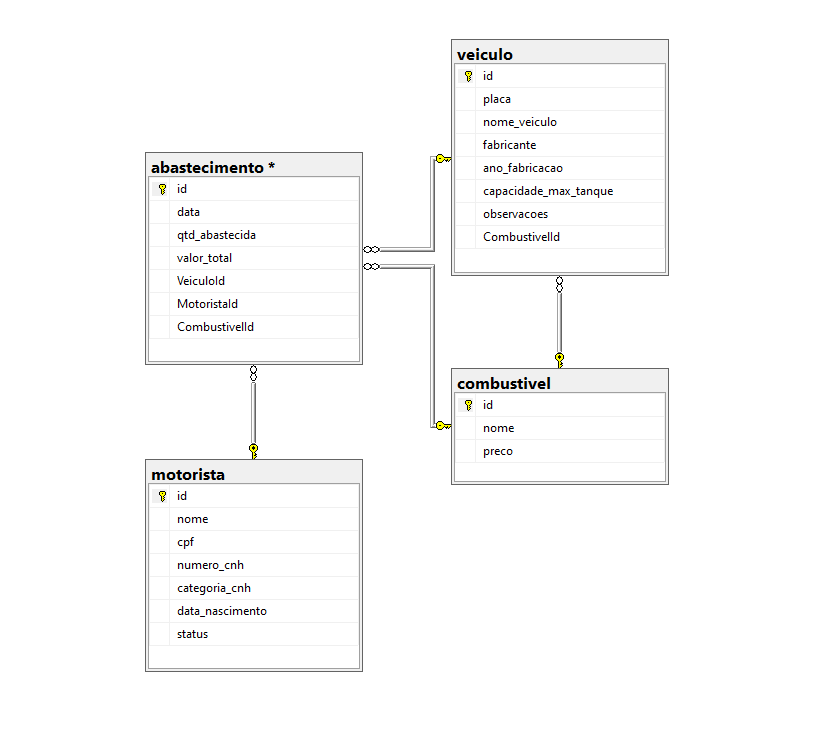 veiculo
id
placa
nome_veiculo
fabricante
ano_fabricacao
capacidade_max_tanque
observacoes
CombustivelId
abastecimento *
id
data
qtd_abastecida
valor_total
VeiculoId
MotoristaId
CombustivelId
combustivel
id
nome
preco
motorista
id
nome
cpf
numero_cnh
categoria_cnh
data_nascimento
status